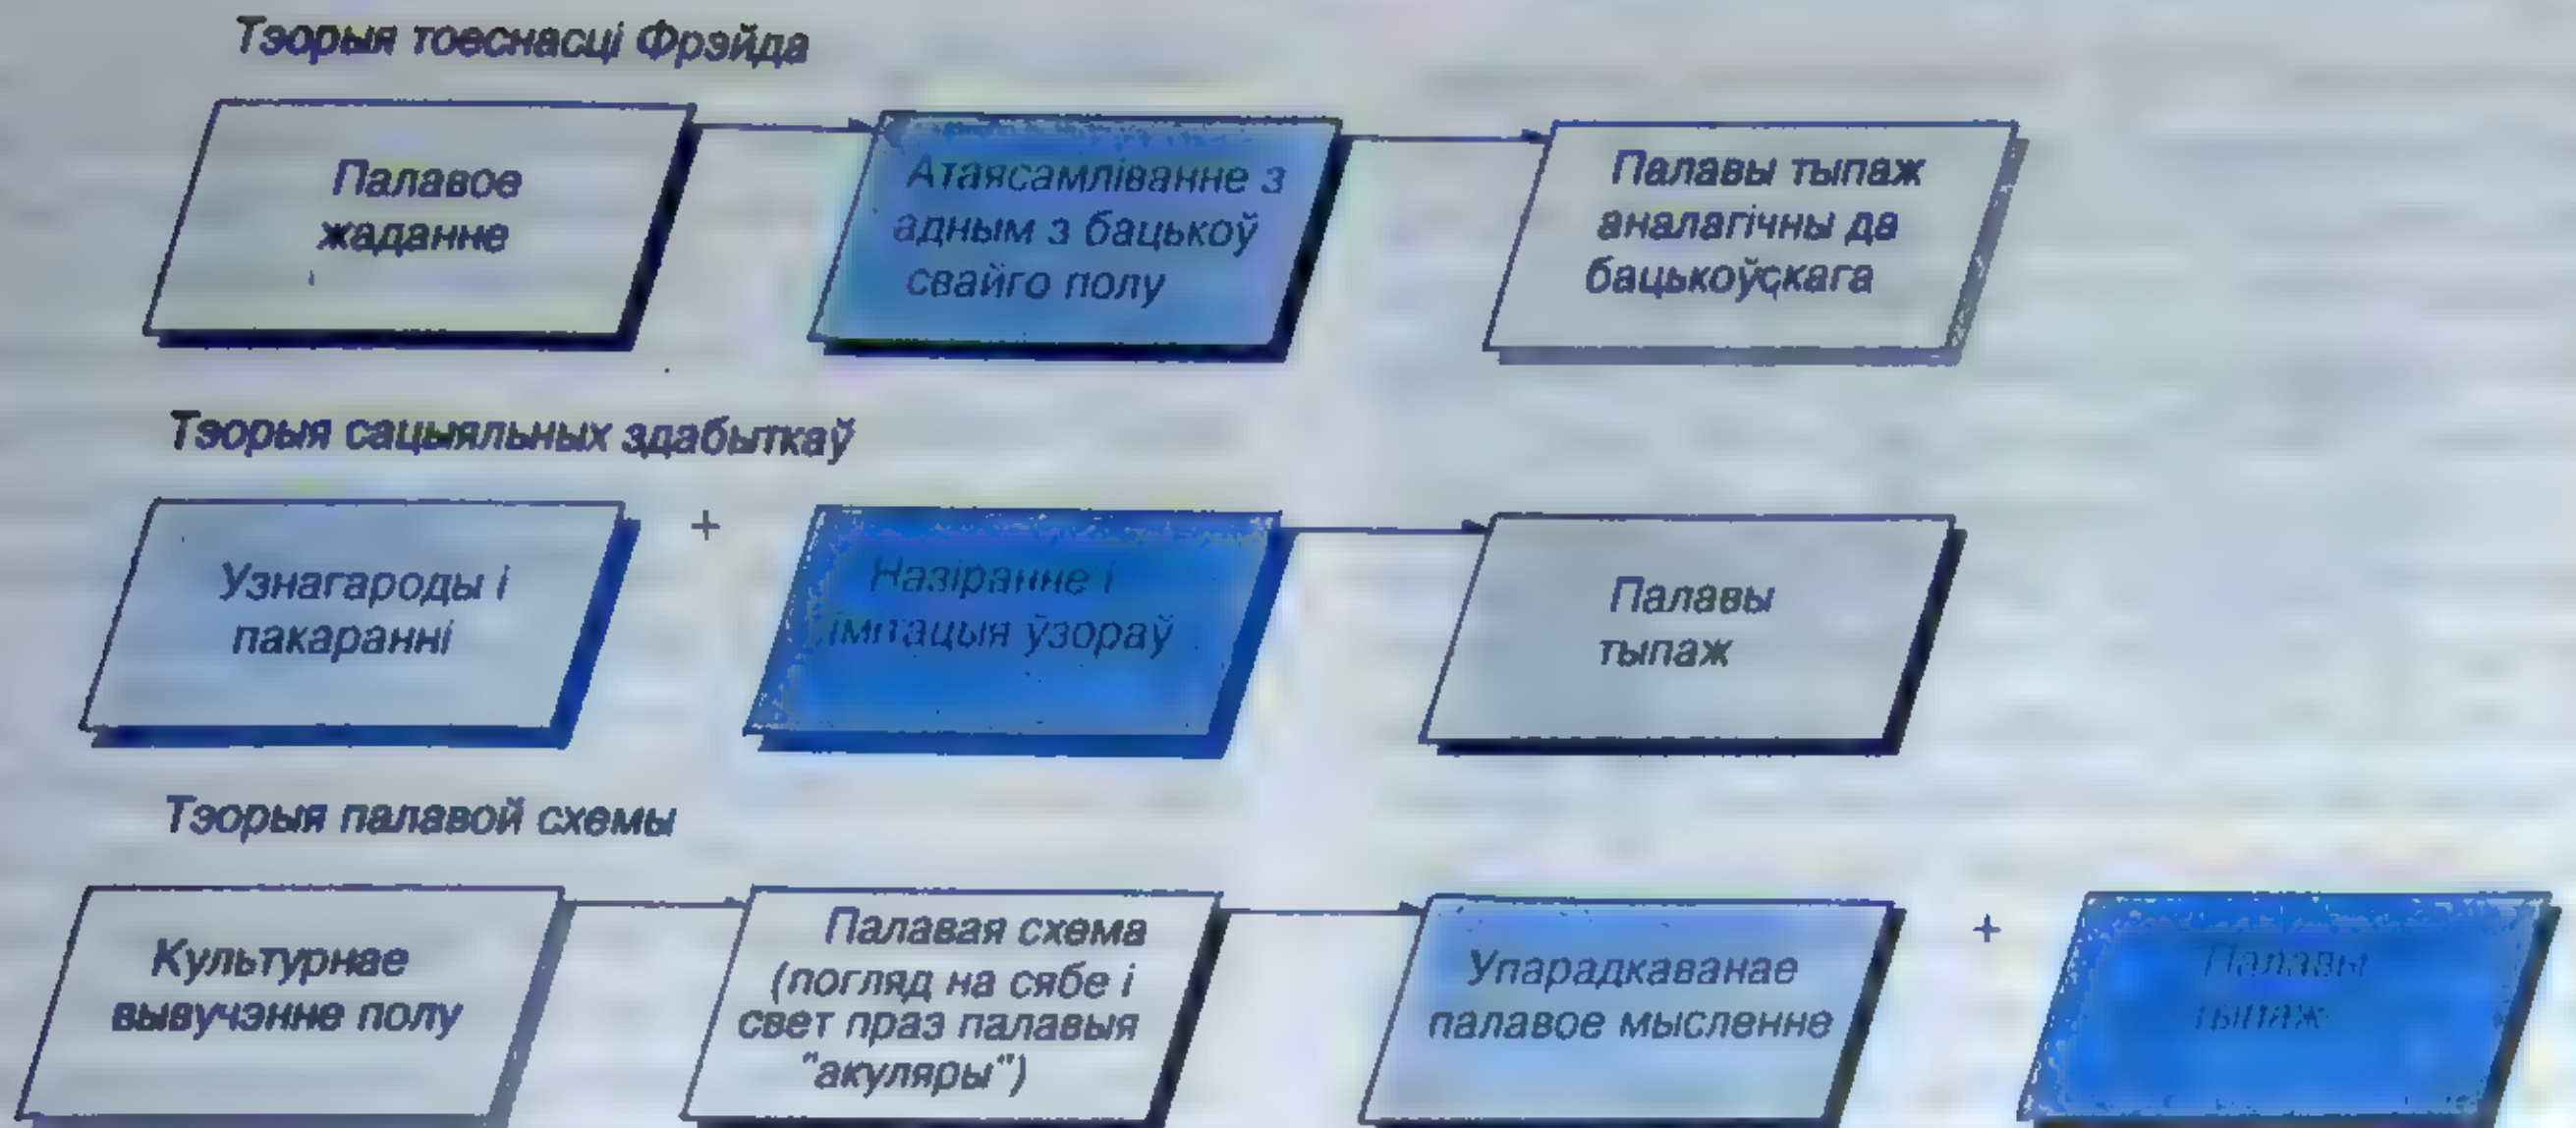 Тэорыя тоеснасці Фрэйда
Палавое
жаданне
Атаясамліванне з
адным з бацькоў
свайго полу
Палавы тыпаж
аналагічны да
бацькоўскага
Тэорыя сацыяльных здабыткаў
Узнагароды і
пакаранні
+
Назіранне і
імітацыя ўзораў
Палавы
тыпаж
Тэорыя палавой схемы
Культурнае
вывучэнне полу
Палавая схема
(погляд на сябе і
свет праз палавыя
"акуляры")
Упарадкаванае
палавое мысленне
+
Палавы
тыпаж